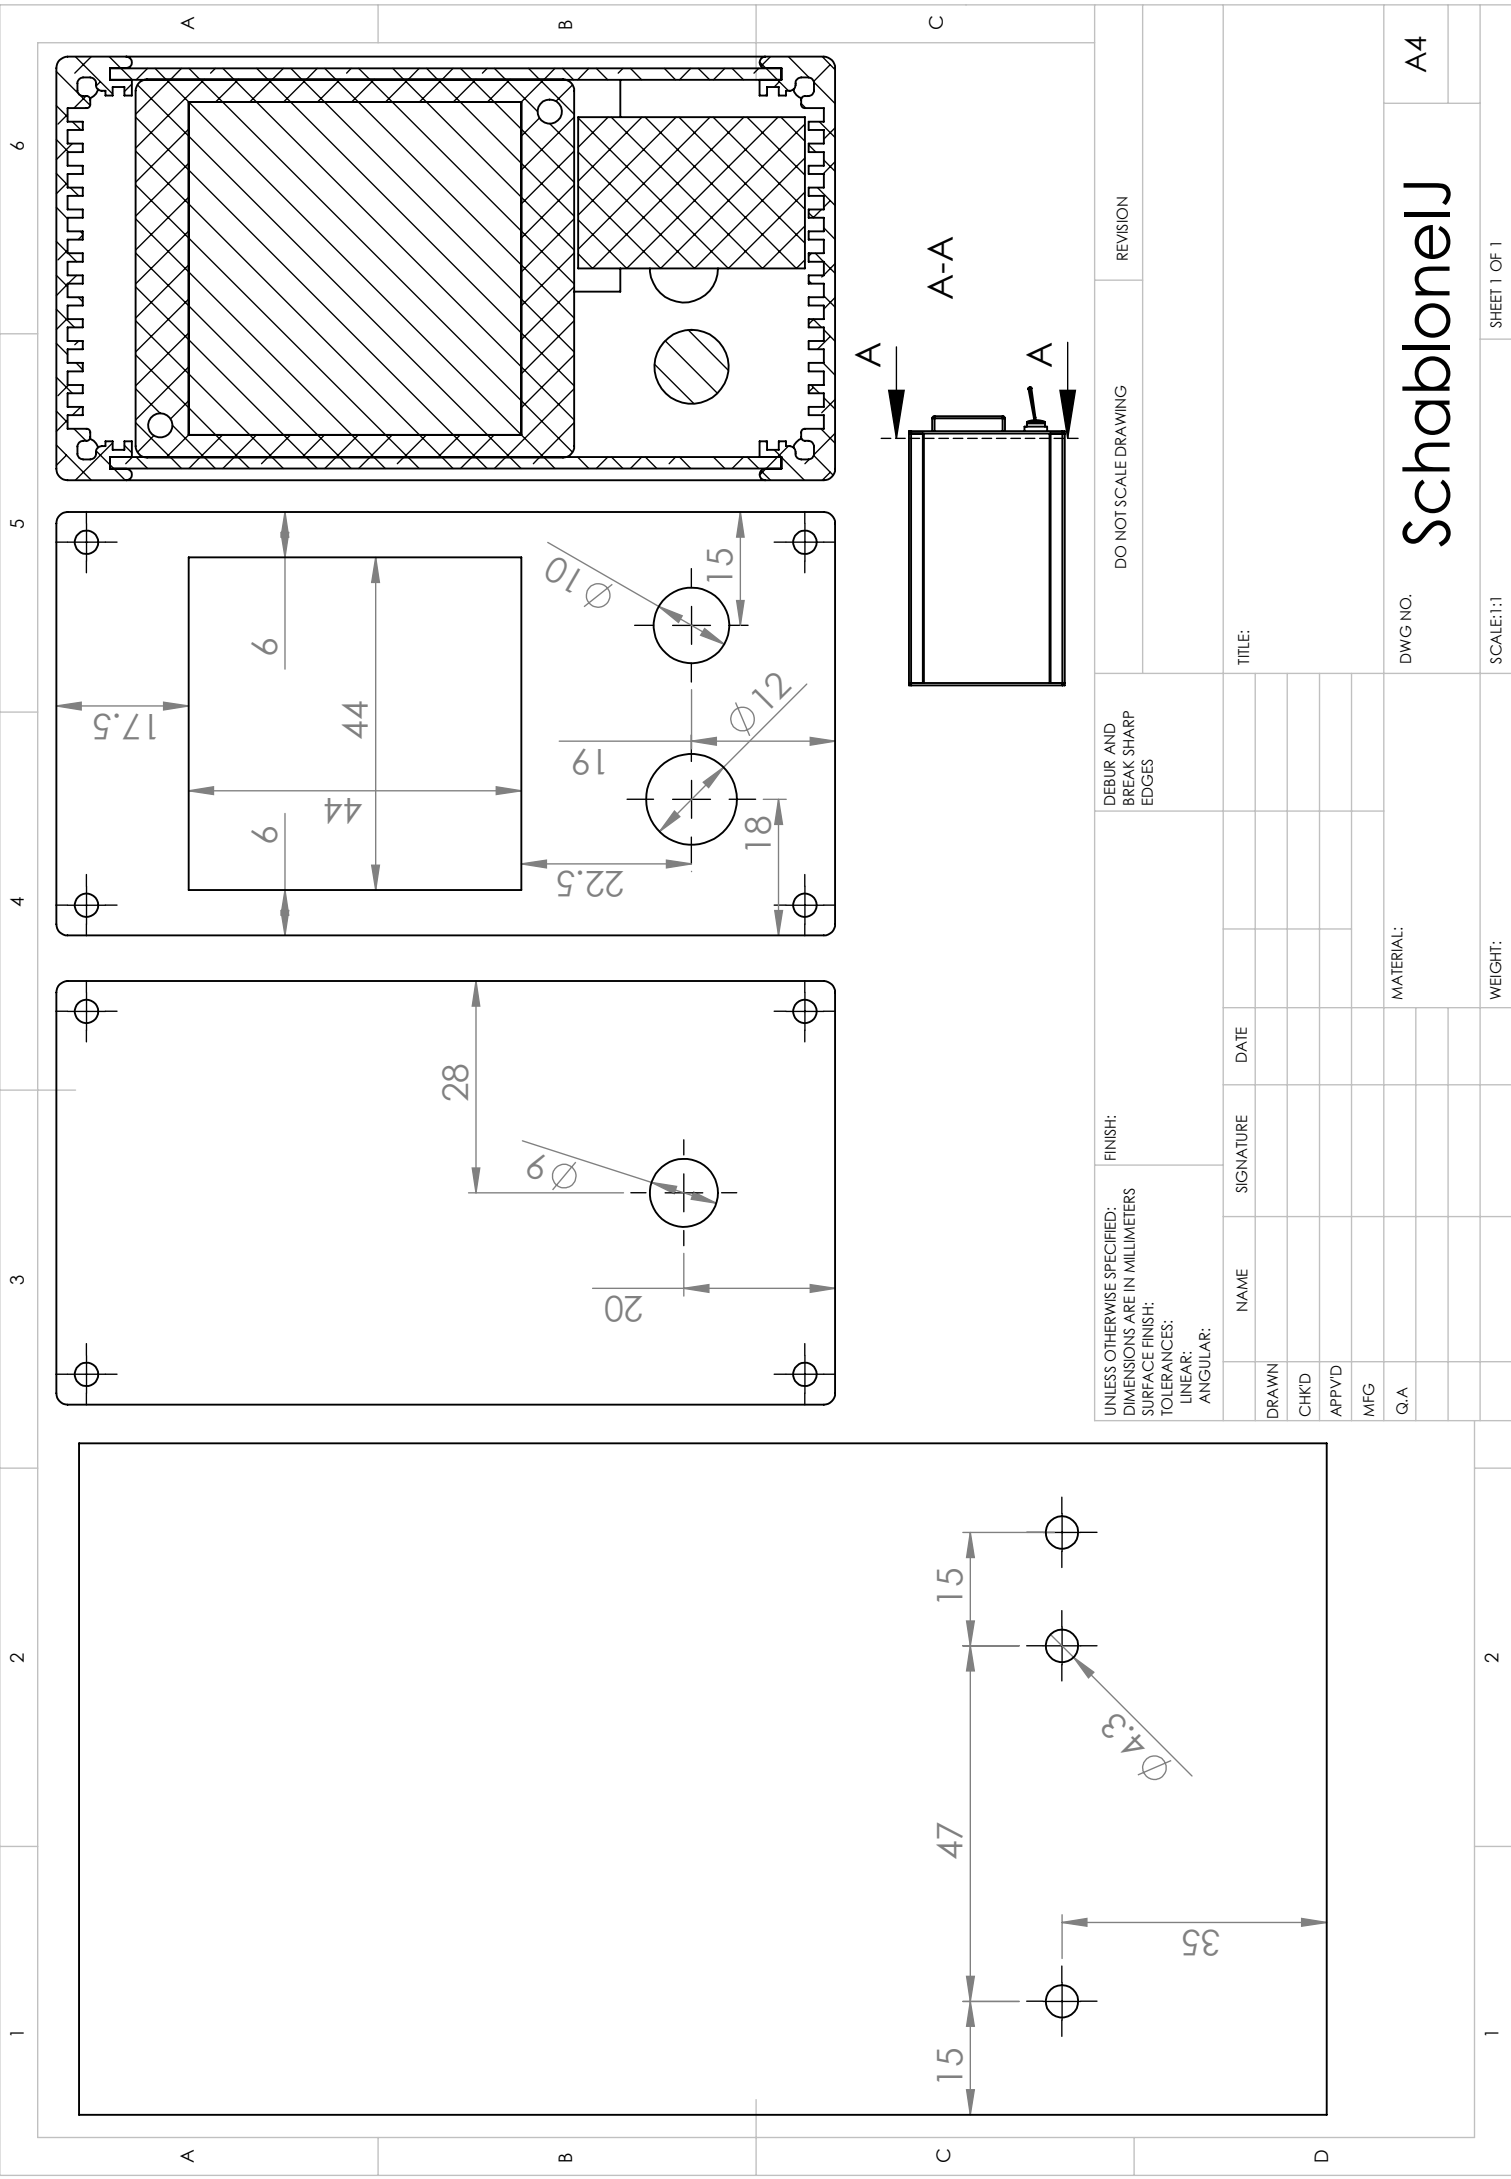 A
B
C
6
5
4
3
2
1
A
B
C
D
2
1
17.5
6
44
44
6
22.5
Ø10
15
19
Ø12
18
28
Ø9
20
15
47
15
Ø4.3
35
A
A
A-A
UNLESS OTHERWISE SPECIFIED:
DIMENSIONS ARE IN MILLIMETERS
SURFACE FINISH:
TOLERANCES:
LINEAR:
ANGULAR:
FINISH:
DEBUR AND
BREAK SHARP
EDGES
DO NOT SCALE DRAWING
REVISION
NAME
SIGNATURE
DATE
TITLE:
DRAWN
CHK'D
APPV'D
MFG
Q.A
MATERIAL:
DWG NO.
SchabloneIJ
A4
WEIGHT:
SCALE:1:1
SHEET 1 OF 1